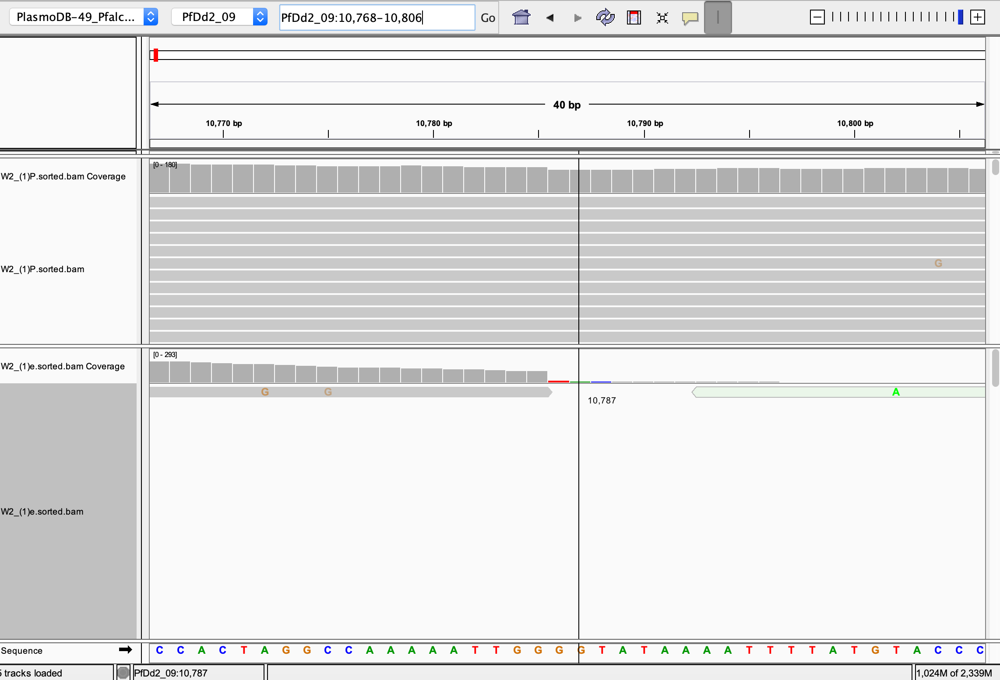 PlasmoDB-49_Pfalc... PfDd2_09 PfDd2_09:10,768-10,806 Go
40 bp
10,770 bp 10,780 bp 10,790 bp 10,800 bp
[0 - 180]
W2_(1)P.sorted.bam Coverage
G
W2_(1)P.sorted.bam
[0 - 293]
W2_(1)e.sorted.bam Coverage
G G A
10,787
W2_(1)e.sorted.bam
Sequence C C A C T A G G C C A A A A A T T G G G G T A T A A A A T T T T A T G T A C C C
5 tracks loaded PfDd2_09:10,787 1,024M of 2,339M